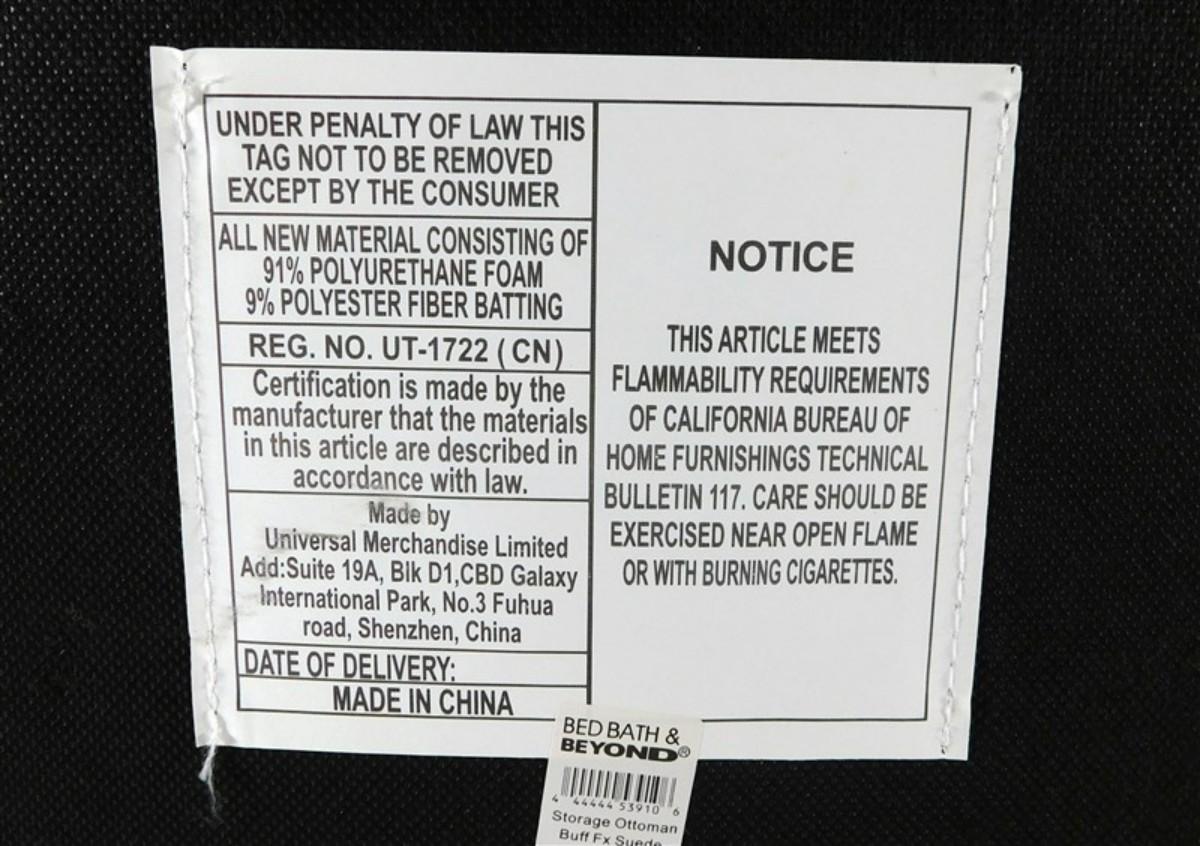 UNDER PENALTY OF LAW THIS
TAG NOT TO BE REMOVED
EXCEPT BY THE CONSUMER
ALL NEW MATERIAL CONSISTING OF
91% POLYURETHANE FOAM
9% POLYESTER FIBER BATTING
REG. NO. UT-1722 ( CN )
Certification is made by the
manufacturer that the materials
in this article are described in
accordance with law.
Made by
Universal Merchandise Limited
Add:Suite 19A, Blk D1,CBD Galaxy
International Park, No.3 Fuhua
road, Shenzhen, China
DATE OF DELIVERY:
MADE IN CHINA
NOTICE
THIS ARTICLE MEETS
FLAMMABILITY REQUIREMENTS
OF CALIFORNIA BUREAU OF
HOME FURNISHINGS TECHNICAL
BULLETIN 117. CARE SHOULD BE
EXERCISED NEAR OPEN FLAME
OR WITH BURNING CIGARETTES.
BED BATH &
BEYOND®
4 44444 53910 6
Storage Ottoman
Buff Fx Suede